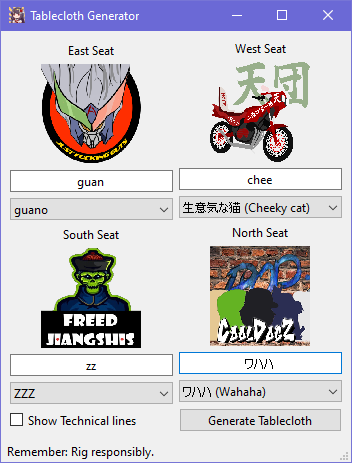 Tablecloth Generator
East Seat
West Seat
天団
JUST FUCKING GUYS
guan
chee
guano
生意気な猫 (Cheeky cat)
South Seat
North Seat
FREED
JIANGSHIS
CoolDogZ
zz
ワハハ
ZZZ
ワハハ (Wahaha)
Show Technical lines
Generate Tablecloth
Remember: Rig responsibly.